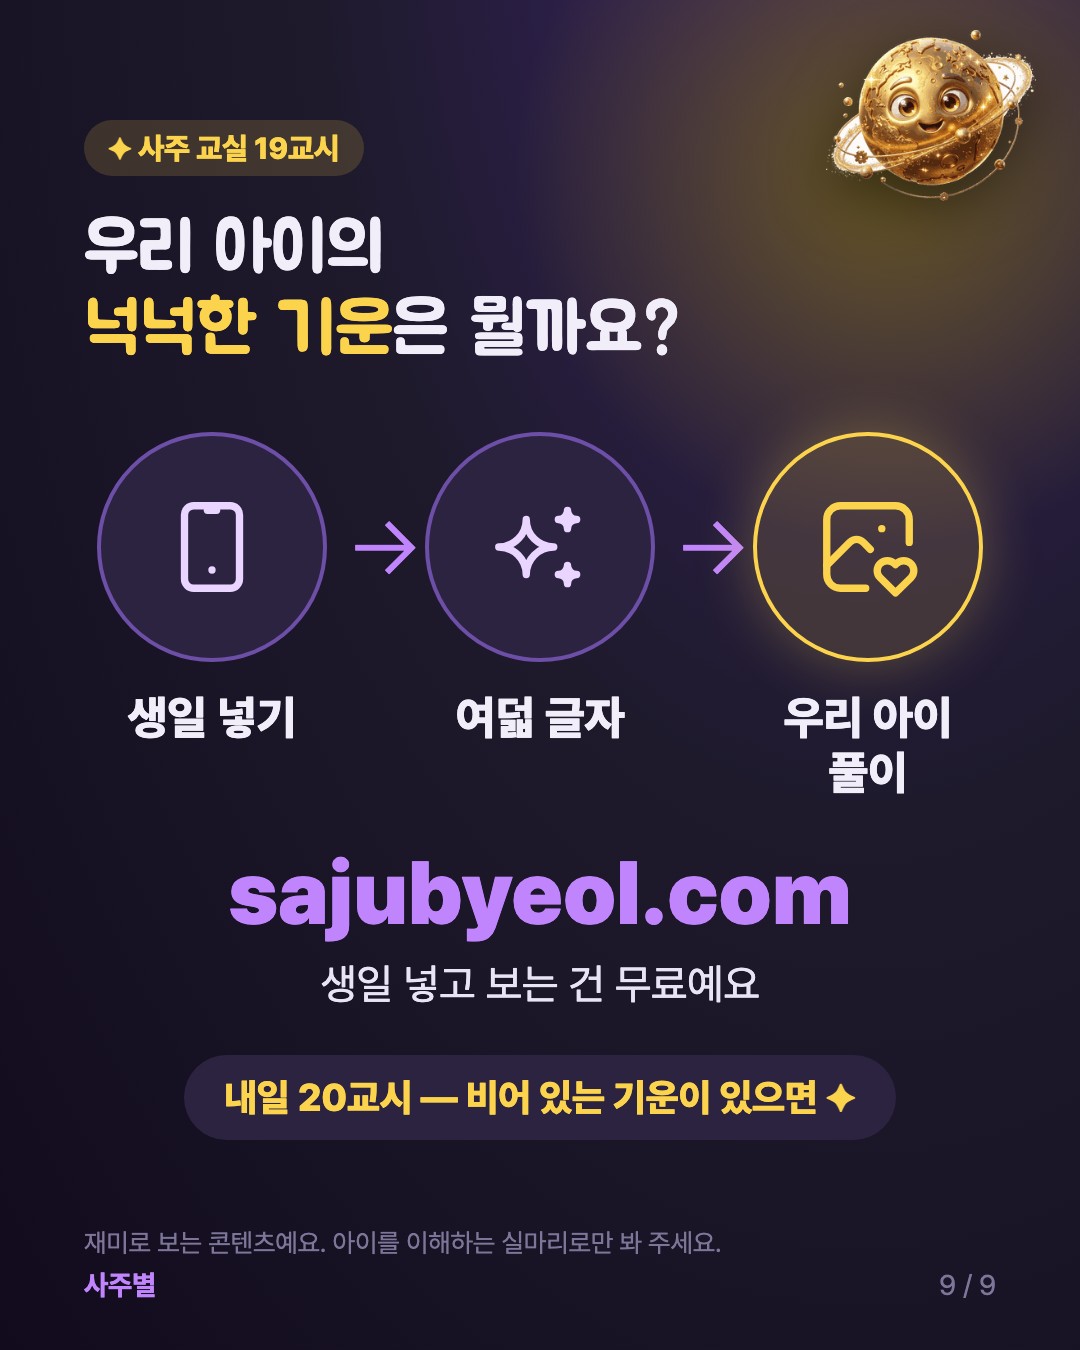 ✦ 사주 교실 19교시
우리 아이의
넉넉한 기운은 뭘까요?
생일 넣기
여덟 글자
우리 아이
풀이
sajubyeol.com
생일 넣고 보는 건 무료예요
내일 20교시 — 비어 있는 기운이 있으면 ✦
재미로 보는 콘텐츠예요. 아이를 이해하는 실마리로만 봐 주세요.
사주별
9 / 9